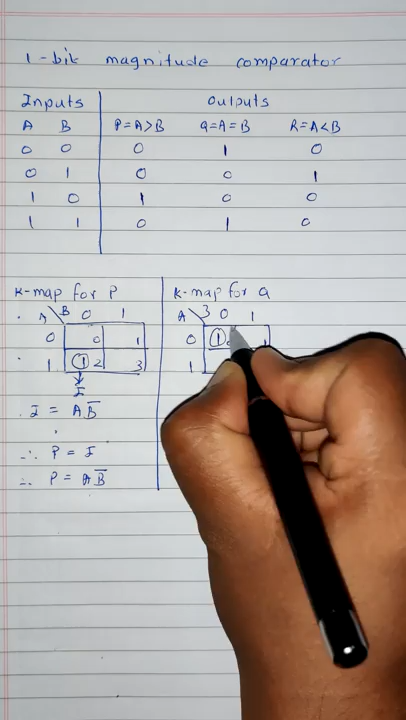 1-bit magnitude comparator
Inputs Outputs
A B P=A>B Q=A=B R=A<B
0 0 0 1 0
0 1 0 0 1
1 0 1 0 0
1 1 0 1 0
K-map for P
A B 0 1
0 0 1
1 1 2 3
I
I = AB̅
∴ P = I
∴ P = AB̅
K-map for Q
A B 0 1
0 1 1
1